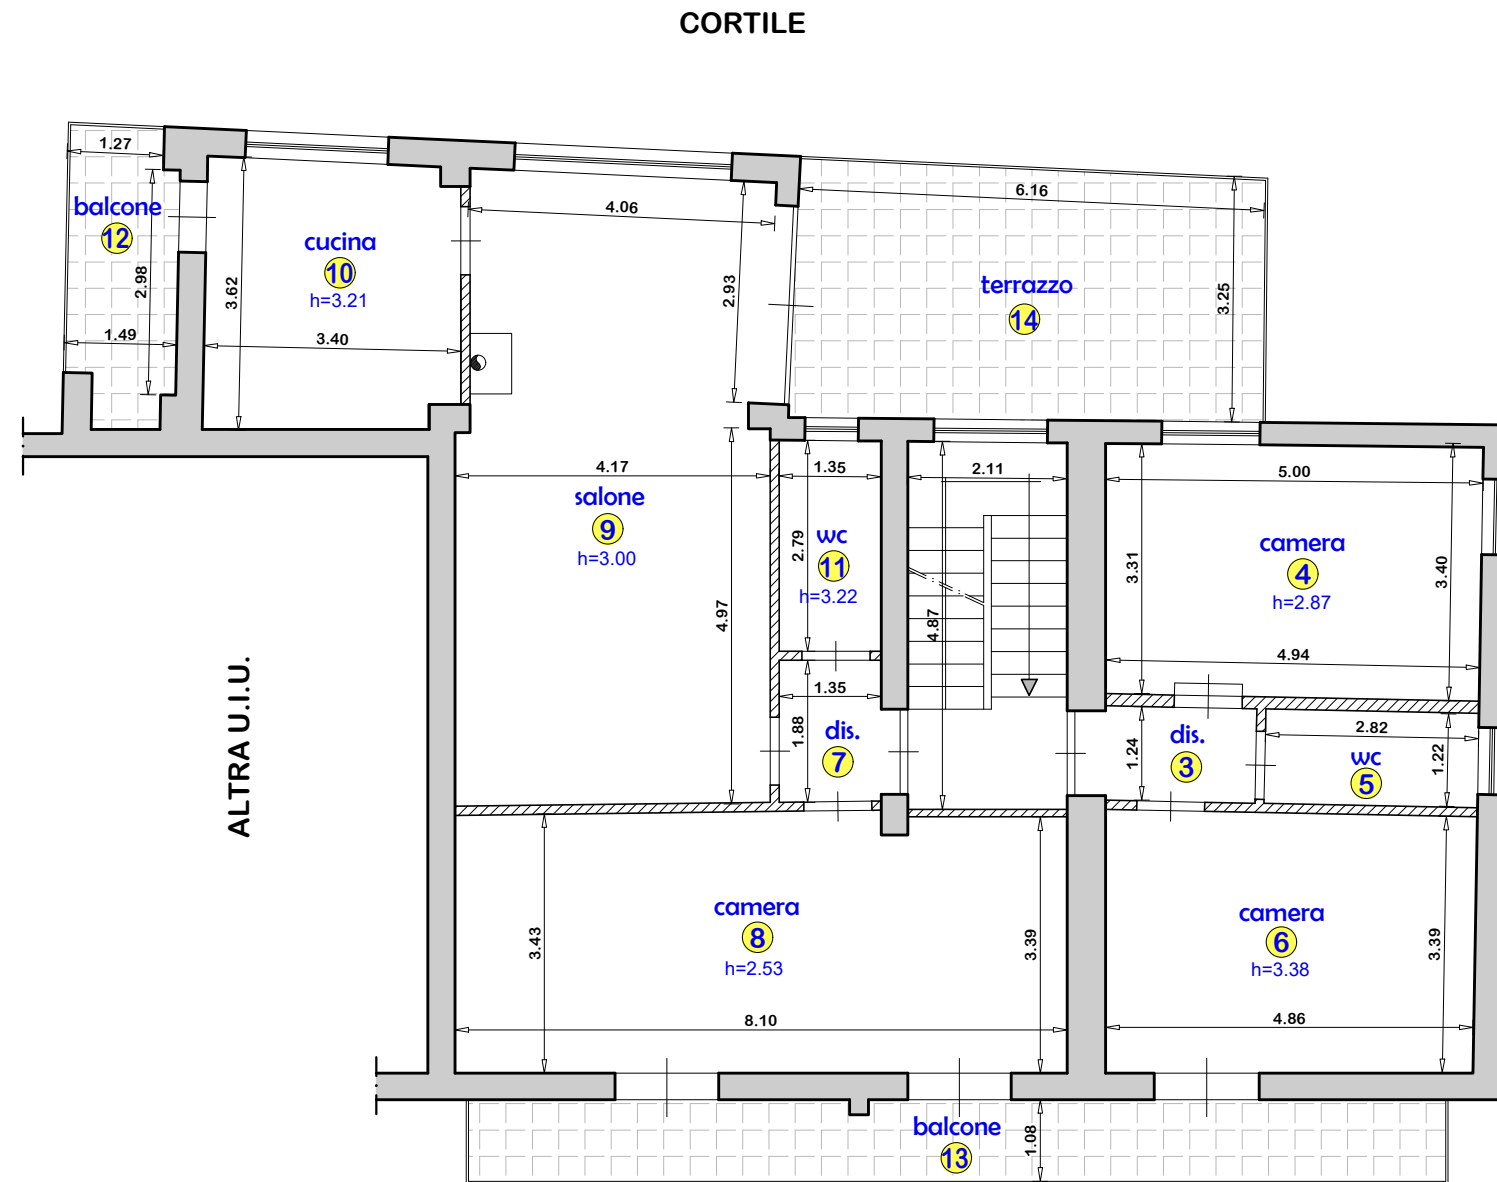 CORTILE
1.27
balcone
12
2.98
1.49
cucina
10
h=3.21
3.62
3.40
4.06
2.93
6.16
terrazzo
14
3.25
4.17
salone
9
h=3.00
4.97
1.35
2.79
wc
11
h=3.22
2.11
4.87
5.00
camera
4
h=2.87
3.31
3.40
4.94
1.35
1.88
dis.
7
1.24
dis.
3
2.82
wc
5
1.22
ALTRA U.I.U.
camera
8
h=2.53
3.43
3.39
8.10
camera
6
h=3.38
3.39
4.86
balcone
13
1.08